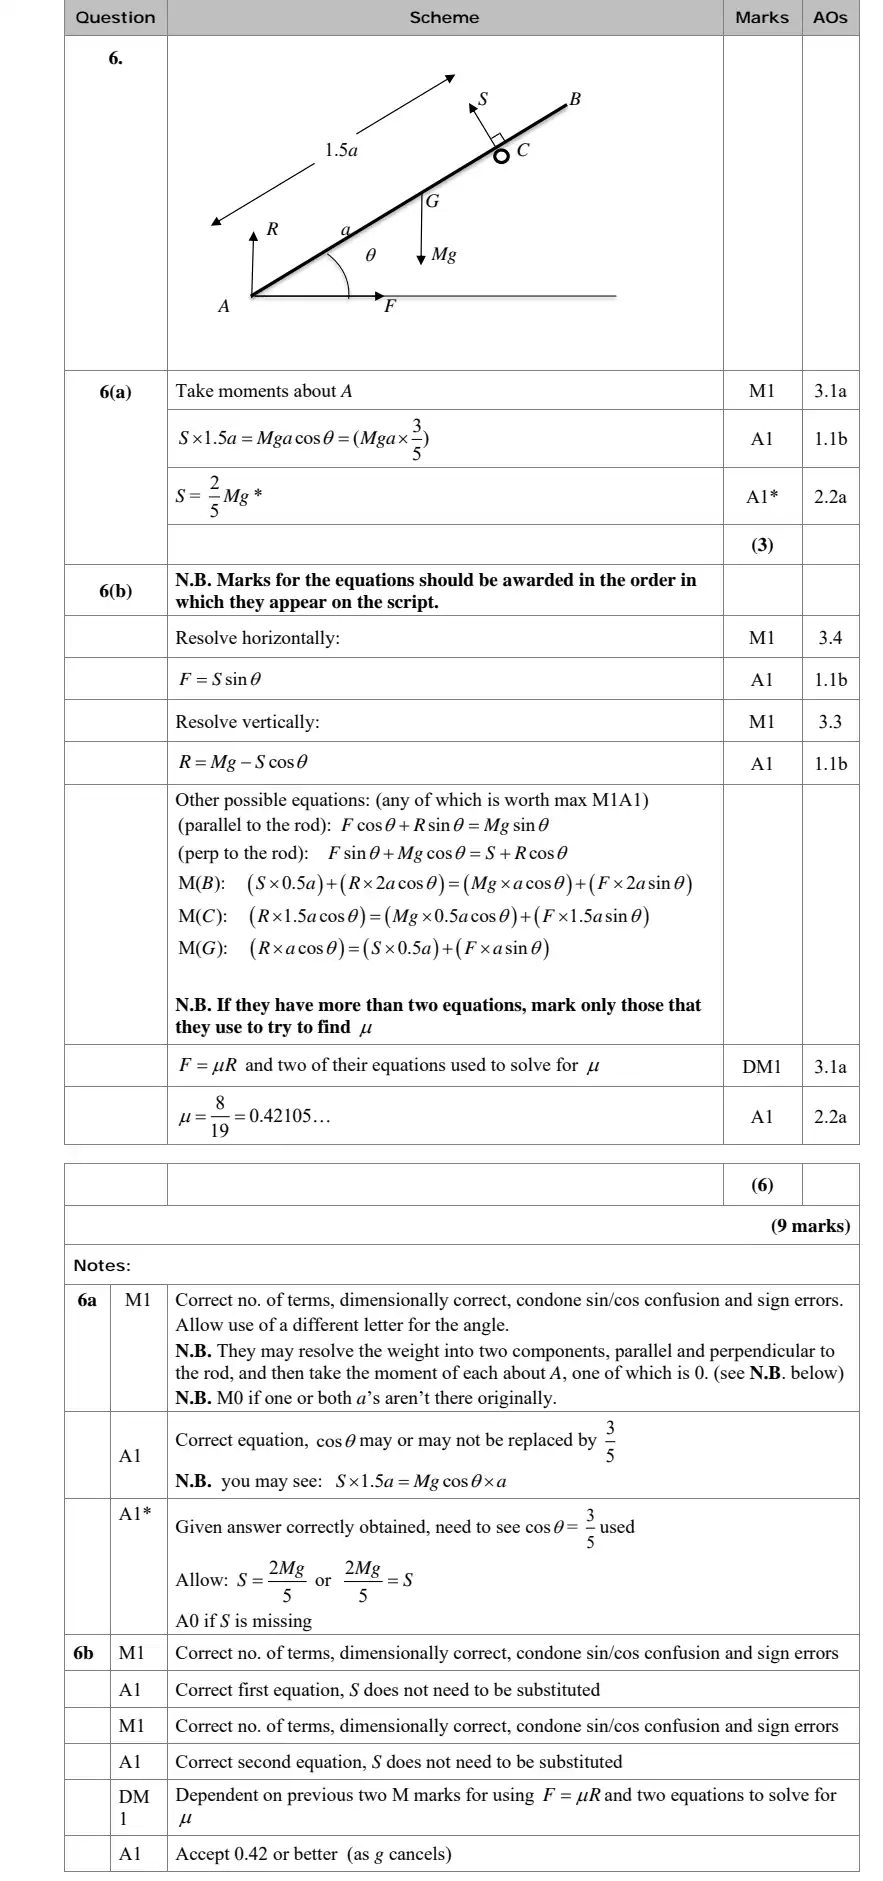 Question Scheme Marks AOs
6.
S B
1.5a C
G
R a
θ Mg
A F
6(a) Take moments about A M1 3.1a
S × 1.5a = Mga cos θ = (Mga × 3/5) A1 1.1b
S = 2/5 Mg * A1* 2.2a
(3)
6(b) N.B. Marks for the equations should be awarded in the order in
which they appear on the script.
Resolve horizontally: M1 3.4
F = S sin θ A1 1.1b
Resolve vertically: M1 3.3
R = Mg − S cos θ A1 1.1b
Other possible equations: (any of which is worth max M1A1)
(parallel to the rod): F cos θ + R sin θ = Mg sin θ
(perp to the rod): F sin θ + Mg cos θ = S + R cos θ
M(B): (S × 0.5a) + (R × 2a cos θ) = (Mg × a cos θ) + (F × 2a sin θ)
M(C): (R × 1.5a cos θ) = (Mg × 0.5a cos θ) + (F × 1.5a sin θ)
M(G): (R × a cos θ) = (S × 0.5a) + (F × a sin θ)
N.B. If they have more than two equations, mark only those that
they use to try to find μ
F = μR and two of their equations used to solve for μ DM1 3.1a
μ = 8/19 = 0.42105… A1 2.2a
(6)
(9 marks)
Notes:
6a M1 Correct no. of terms, dimensionally correct, condone sin/cos confusion and sign errors.
Allow use of a different letter for the angle.
N.B. They may resolve the weight into two components, parallel and perpendicular to
the rod, and then take the moment of each about A, one of which is 0. (see N.B. below)
N.B. M0 if one or both a's aren't there originally.
A1 Correct equation, cos θ may or may not be replaced by 3/5
N.B. you may see: S × 1.5a = Mg cos θ × a
A1* Given answer correctly obtained, need to see cos θ = 3/5 used
Allow: S = 2Mg/5 or 2Mg/5 = S
A0 if S is missing
6b M1 Correct no. of terms, dimensionally correct, condone sin/cos confusion and sign errors
A1 Correct first equation, S does not need to be substituted
M1 Correct no. of terms, dimensionally correct, condone sin/cos confusion and sign errors
A1 Correct second equation, S does not need to be substituted
DM Dependent on previous two M marks for using F = μR and two equations to solve for
1 μ
A1 Accept 0.42 or better (as g cancels)